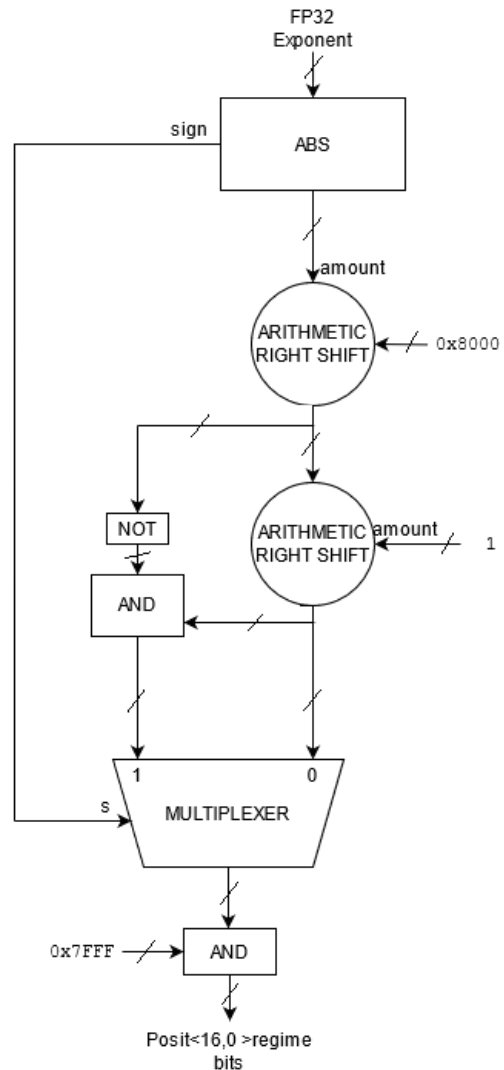 FP32
Exponent
sign
ABS
amount
ARITHMETIC
RIGHT SHIFT
0x8000
NOT
ARITHMETIC
RIGHT SHIFT
amount
1
AND
1
0
s
MULTIPLEXER
0x7FFF
AND
Posit<16,0 >regime
bits